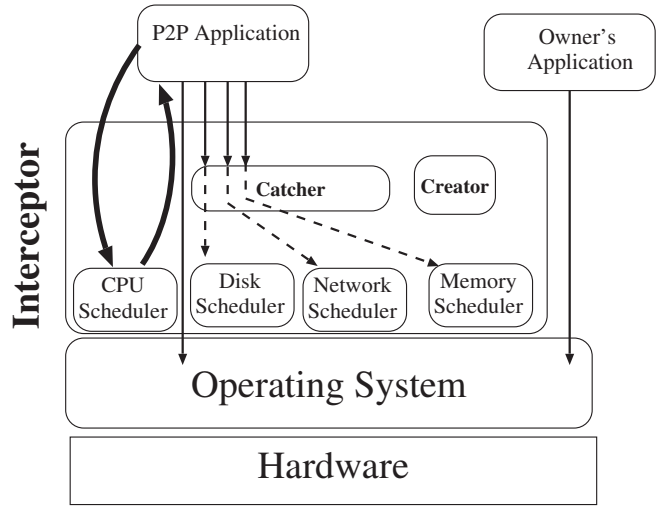 P2P Application
Owner's
Application
Interceptor
Catcher
Creator
CPU
Scheduler
Disk
Scheduler
Network
Scheduler
Memory
Scheduler
Operating System
Hardware